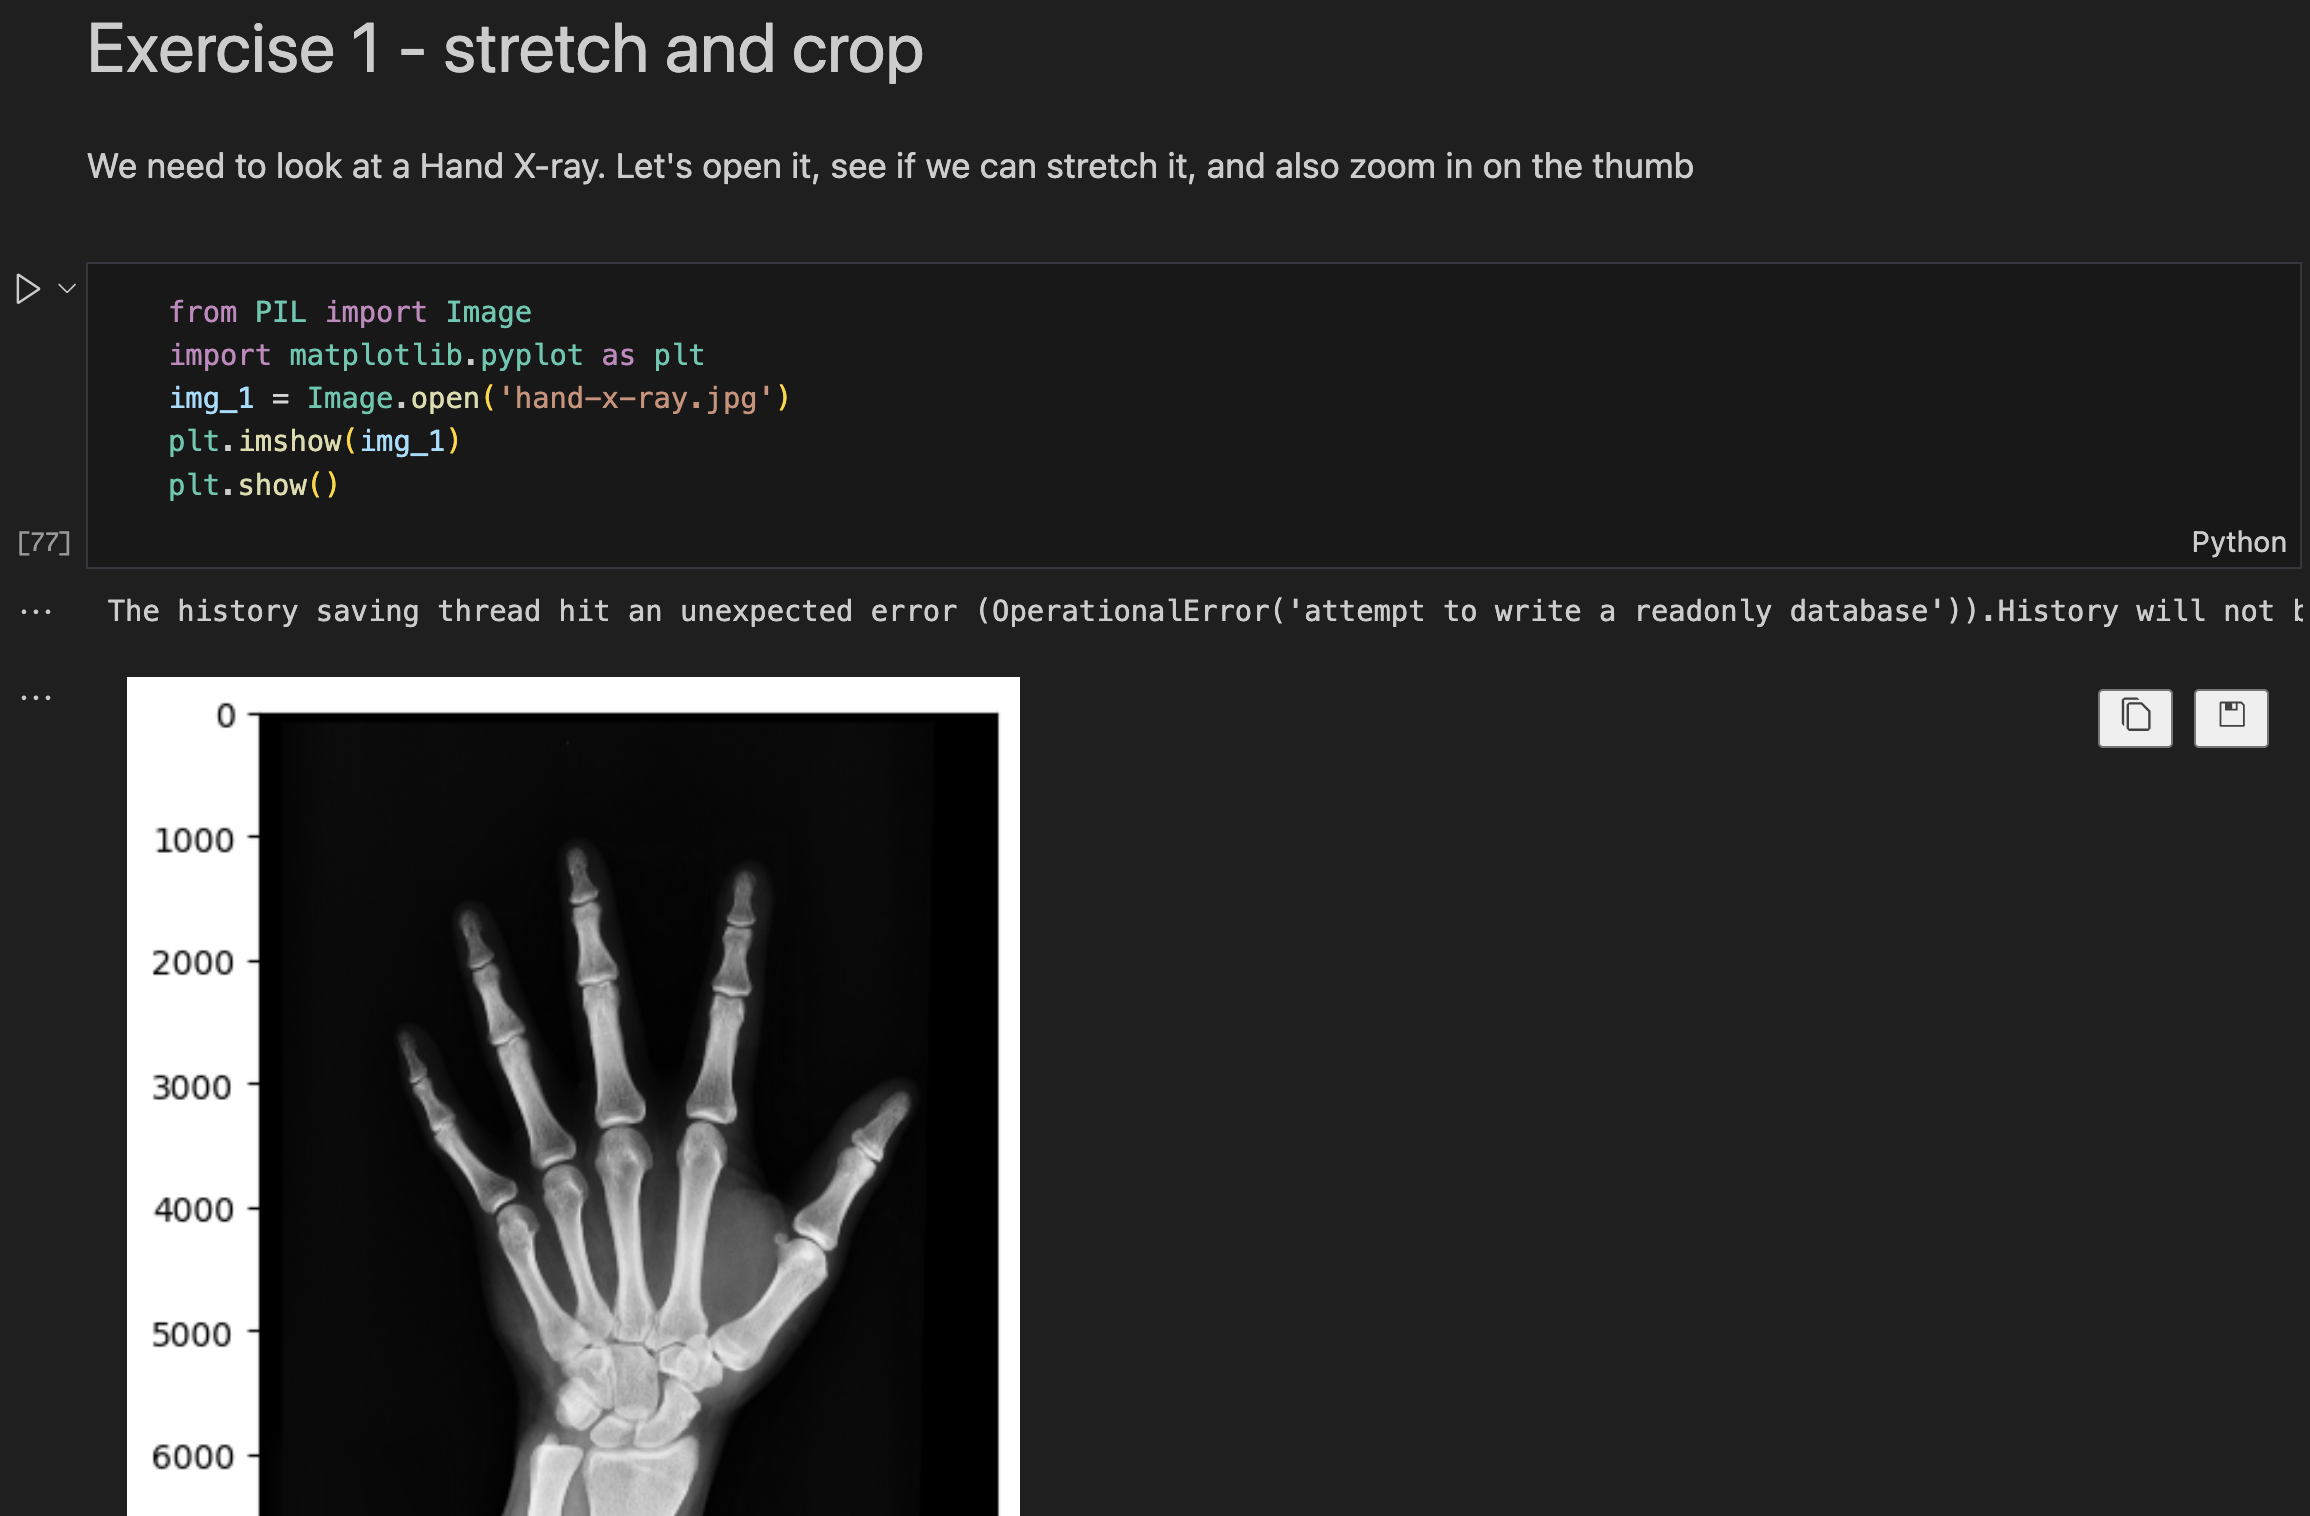 Exercise 1 - stretch and crop
We need to look at a Hand X-ray. Let's open it, see if we can stretch it, and also zoom in on the thumb
from PIL import Image
import matplotlib.pyplot as plt
img_1 = Image.open('hand-x-ray.jpg')
plt.imshow(img_1)
plt.show()
[77]
Python
The history saving thread hit an unexpected error (OperationalError('attempt to write a readonly database')).History will not
0
1000
2000
3000
4000
5000
6000